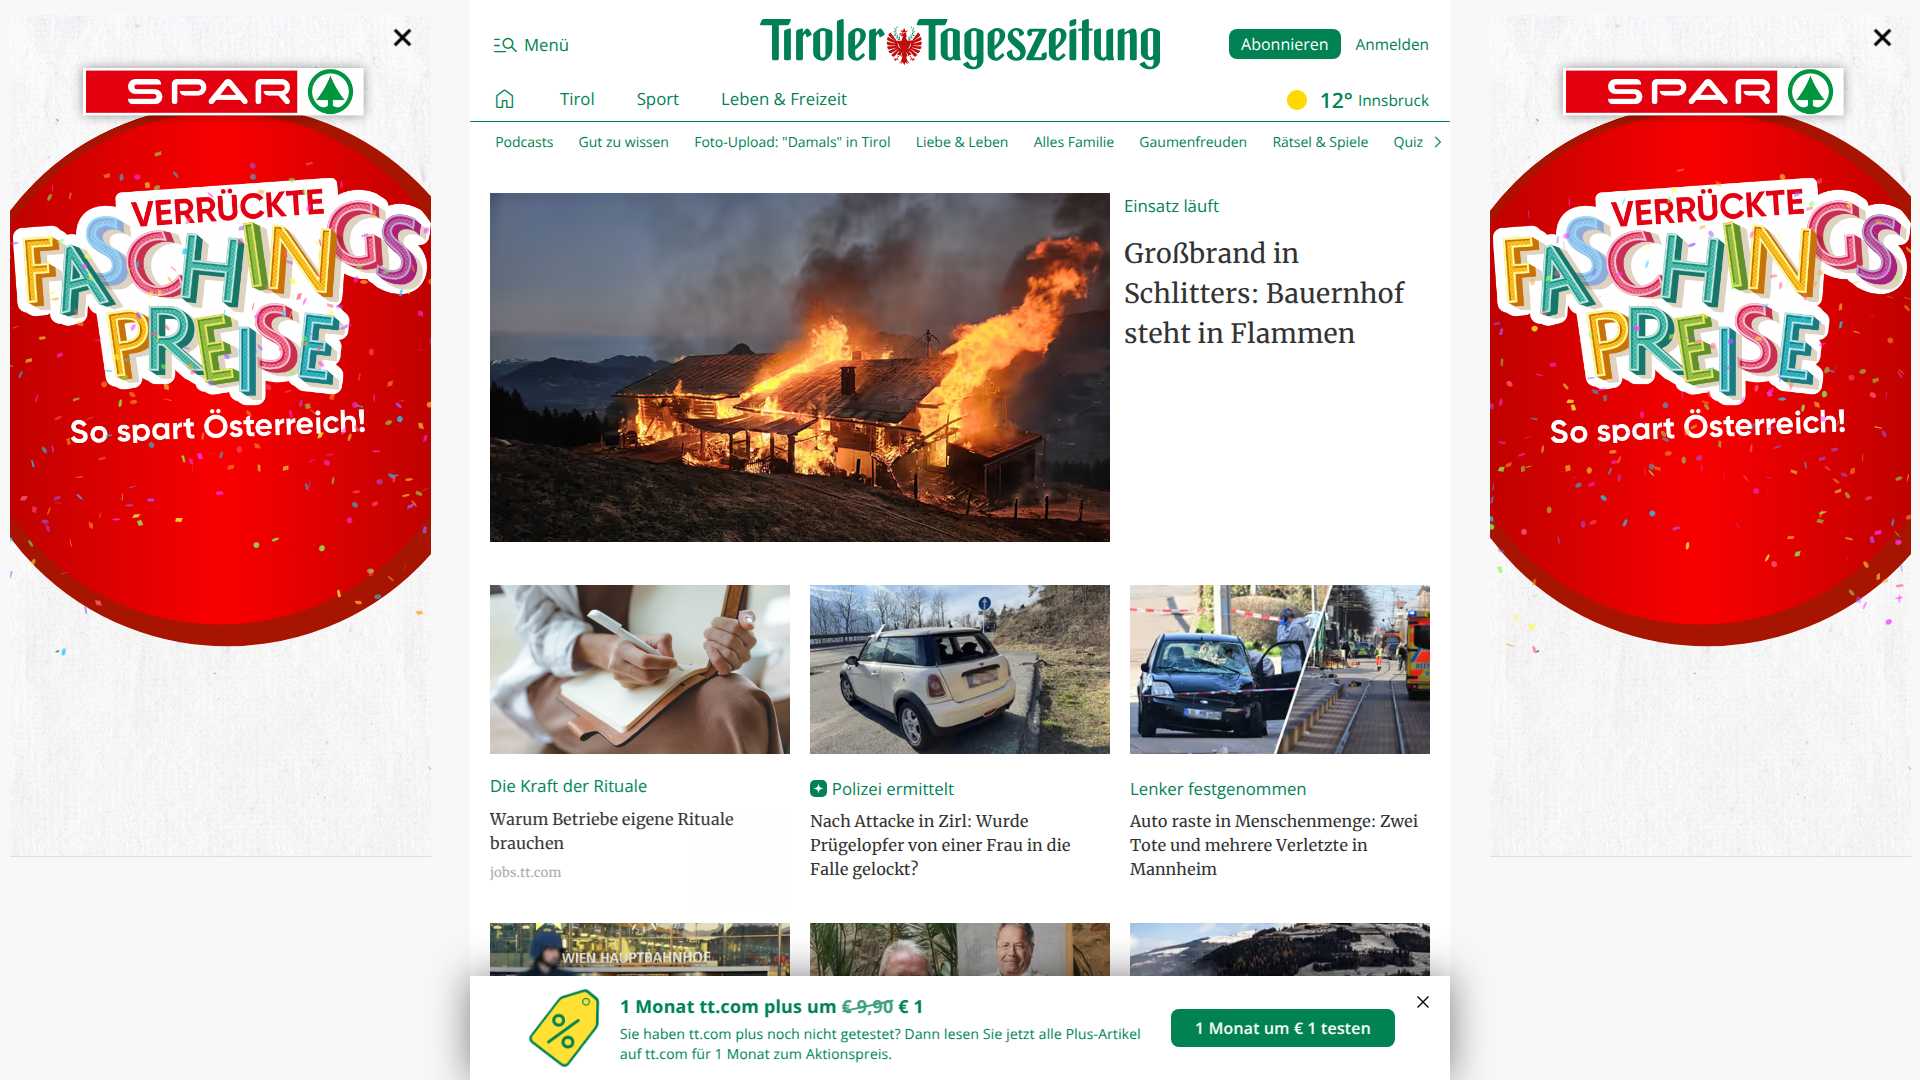 SPAR
VERRÜCKTE
FASCHINGS
PREISE
So spart Österreich!
Menü
Tiroler Tageszeitung
Abonnieren
Anmelden
Tirol
Sport
Leben & Freizeit
12° Innsbruck
Podcasts
Gut zu wissen
Foto-Upload: "Damals" in Tirol
Liebe & Leben
Alles Familie
Gaumenfreuden
Rätsel & Spiele
Quiz
Einsatz läuft
Großbrand in
Schlitters: Bauernhof
steht in Flammen
Die Kraft der Rituale
Warum Betriebe eigene Rituale
brauchen
jobs.tt.com
Polizei ermittelt
Nach Attacke in Zirl: Wurde
Prügelopfer von einer Frau in die
Falle gelockt?
Lenker festgenommen
Auto raste in Menschenmenge: Zwei
Tote und mehrere Verletzte in
Mannheim
WIEN HAUPTBAHNHOF
1 Monat tt.com plus um € 9,90 € 1
Sie haben tt.com plus noch nicht getestet? Dann lesen Sie jetzt alle Plus-Artikel
auf tt.com für 1 Monat zum Aktionspreis.
1 Monat um € 1 testen
SPAR
VERRÜCKTE
FASCHINGS
PREISE
So spart Österreich!